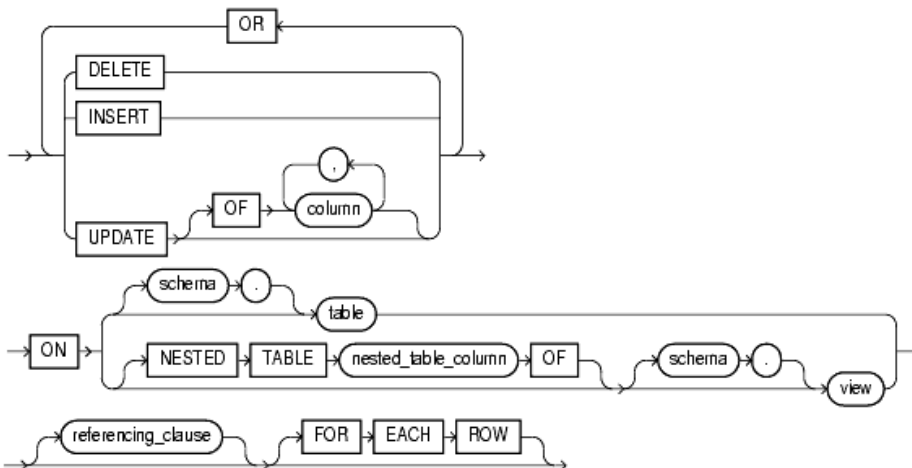 OR
DELETE
INSERT
,
OF column
UPDATE
schema .
table
ON NESTED TABLE nested_table_column OF schema .
view
referencing_clause FOR EACH ROW